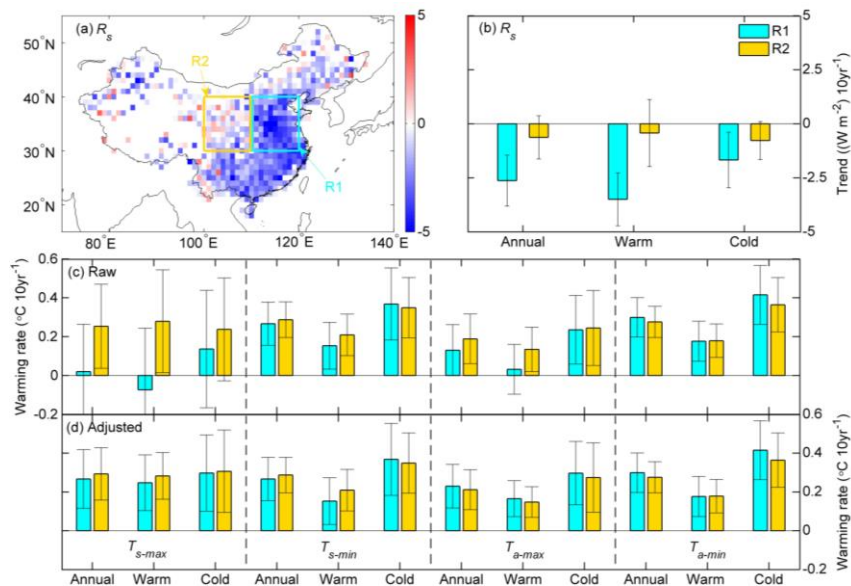 (a) Rs
5
50°N
40°N
30°N
20°N
80°E
100°E
120°E
140°E
R2
R1
0
-5
(b) Rs
R1
R2
5
2.5
0
-2.5
-5
Trend ((W m-2) 10yr-1)
Annual
Warm
Cold
(c) Raw
0.6
0.4
0.2
0
-0.2
Warming rate (°C 10yr-1)
(d) Adjusted
0.6
0.4
0.2
0
-0.2
Warming rate (°C 10yr-1)
Ts-max
Ts-min
Ta-max
Ta-min
Annual Warm Cold Annual Warm Cold Annual Warm Cold Annual Warm Cold